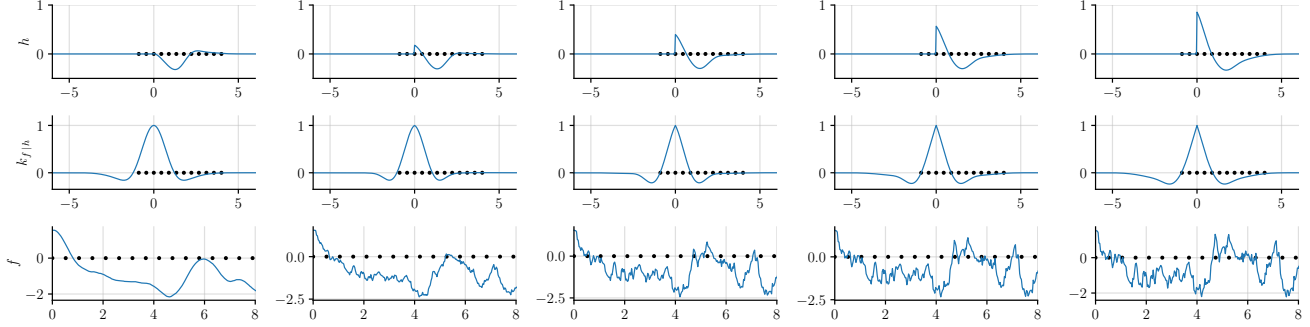 1 1 1 1 1
h 0 0 0 0 0
−5 0 5 −5 0 5 −5 0 5 −5 0 5 −5 0 5
1 1 1 1 1
k_{f|h} 0 0 0 0 0
−5 0 5 −5 0 5 −5 0 5 −5 0 5 −5 0 5
f 0 0.0 0.0 0.0 0
−2 −2.5 −2.5 −2.5 −2
0 2 4 6 8 0 2 4 6 8 0 2 4 6 8 0 2 4 6 8 0 2 4 6 8